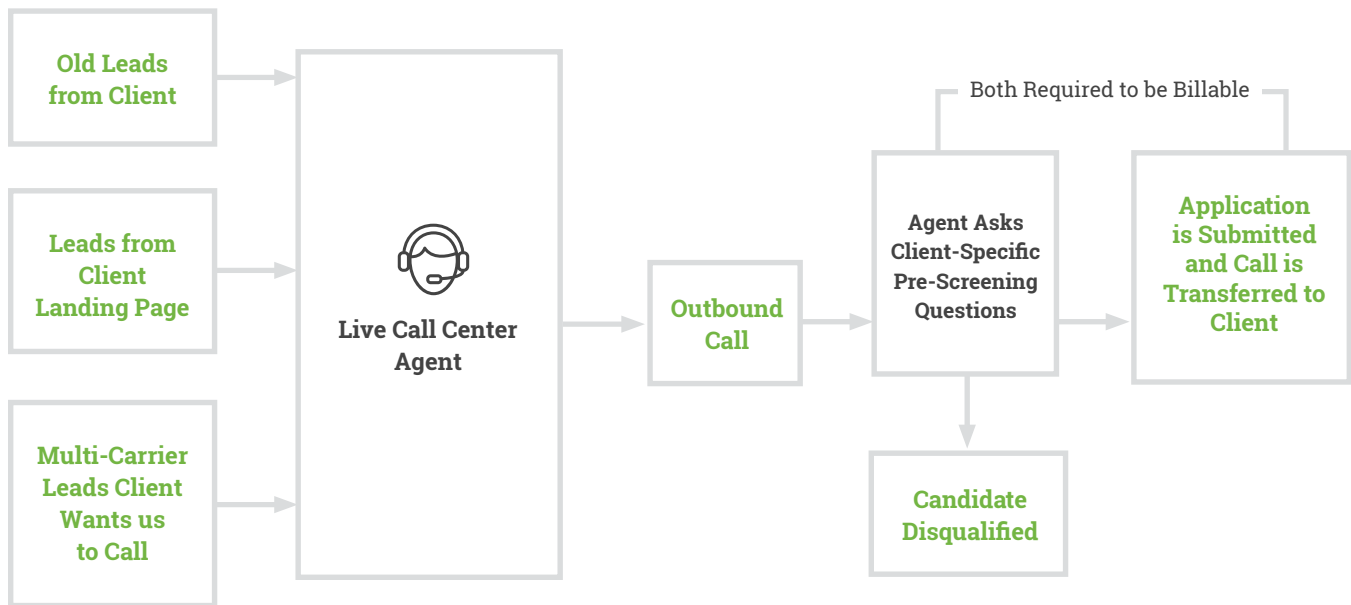 Old Leads
from Client
Leads from
Client
Landing Page
Multi-Carrier
Leads Client
Wants us
to Call
Live Call Center
Agent
Outbound
Call
Both Required to be Billable
Agent Asks
Client-Specific
Pre-Screening
Questions
Application
is Submitted
and Call is
Transferred to
Client
Candidate
Disqualified